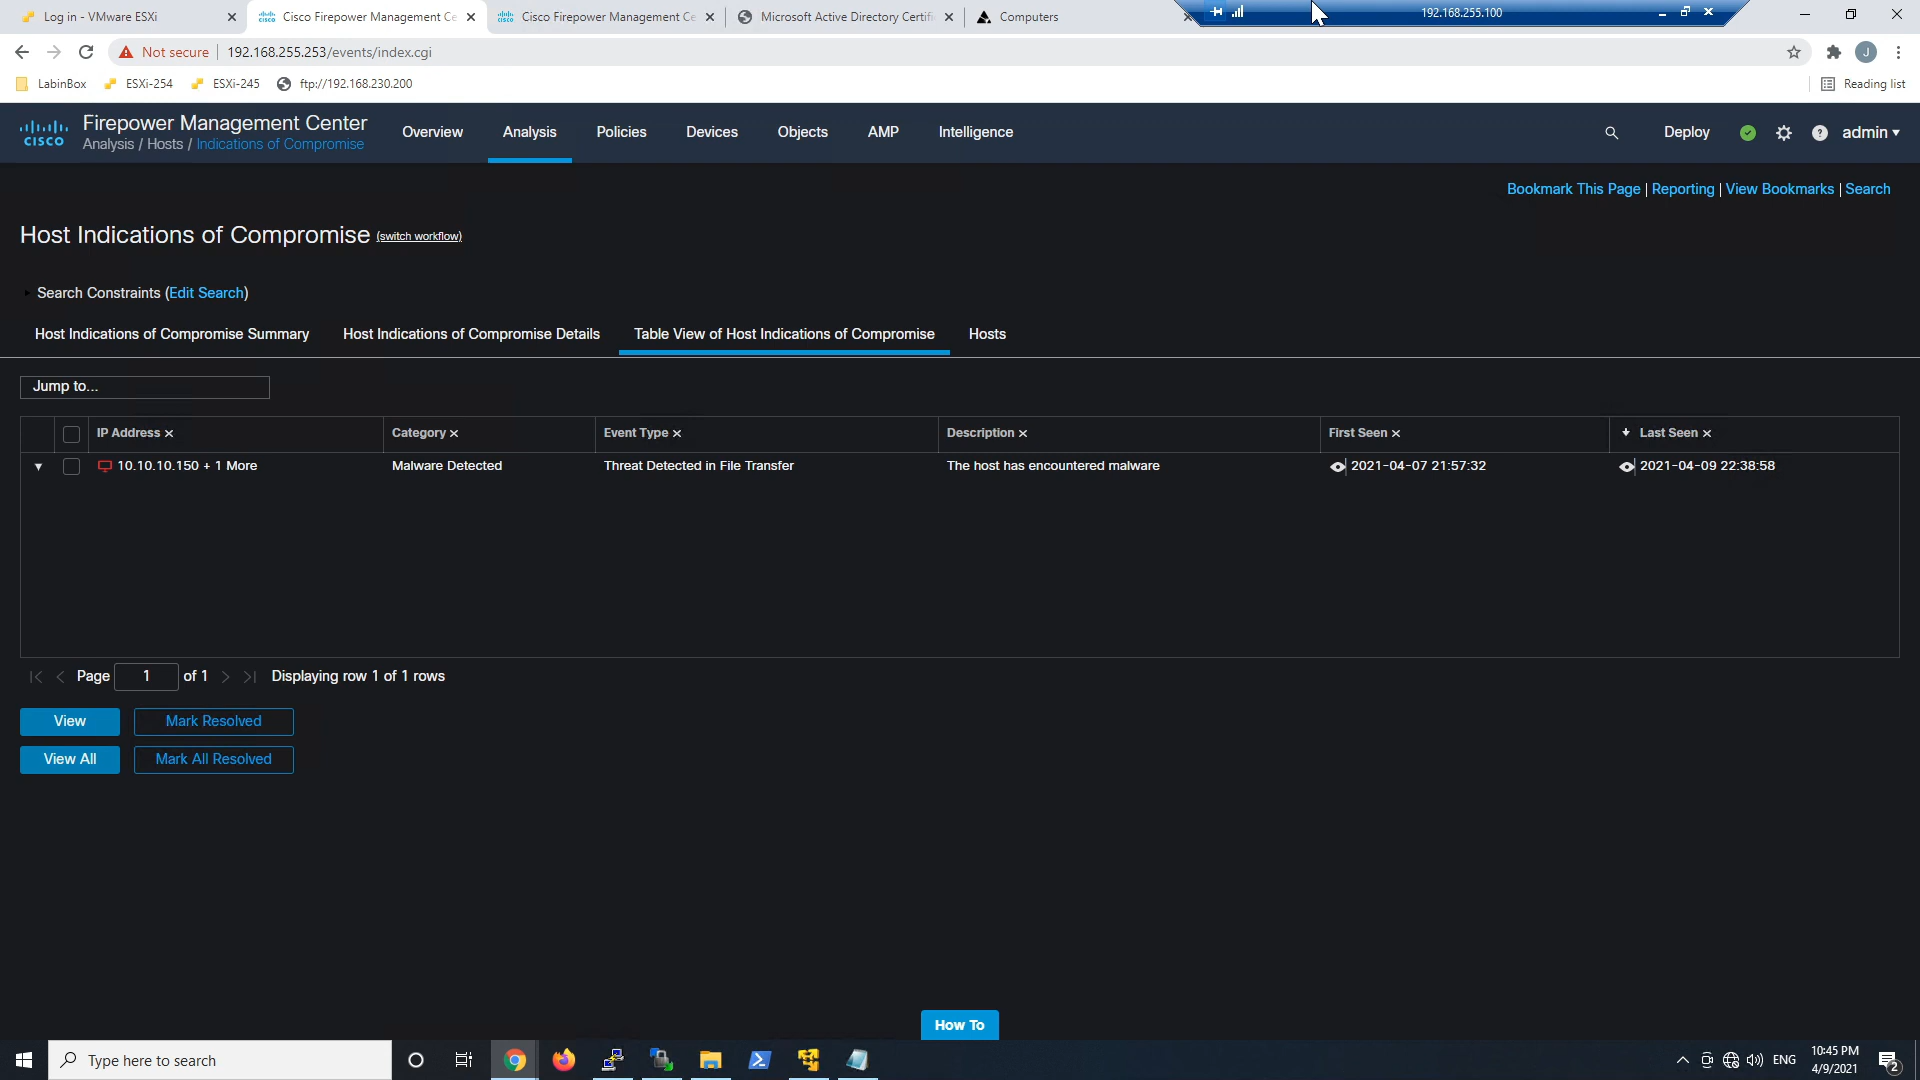 Log in - VMware ESXi
Cisco Firepower Management Ce
Cisco Firepower Management Ce
Microsoft Active Directory Certifi
Computers
192.168.255.100
Not secure
192.168.255.253/events/index.cgi
J
LabinBox
ESXi-254
ESXi-245
ftp://192.168.230.200
Reading list
CISCO
Firepower Management Center
Analysis / Hosts / Indications of Compromise
Overview
Analysis
Policies
Devices
Objects
AMP
Intelligence
Deploy
?
admin
Bookmark This Page | Reporting | View Bookmarks | Search
Host Indications of Compromise (switch workflow)
Search Constraints (Edit Search)
Host Indications of Compromise Summary
Host Indications of Compromise Details
Table View of Host Indications of Compromise
Hosts
Jump to...
IP Address
Category
Event Type
Description
First Seen
Last Seen
10.10.10.150 + 1 More
Malware Detected
Threat Detected in File Transfer
The host has encountered malware
2021-04-07 21:57:32
2021-04-09 22:38:58
Page 1 of 1
Displaying row 1 of 1 rows
View
Mark Resolved
View All
Mark All Resolved
How To
Type here to search
ENG
10:45 PM
4/9/2021
2